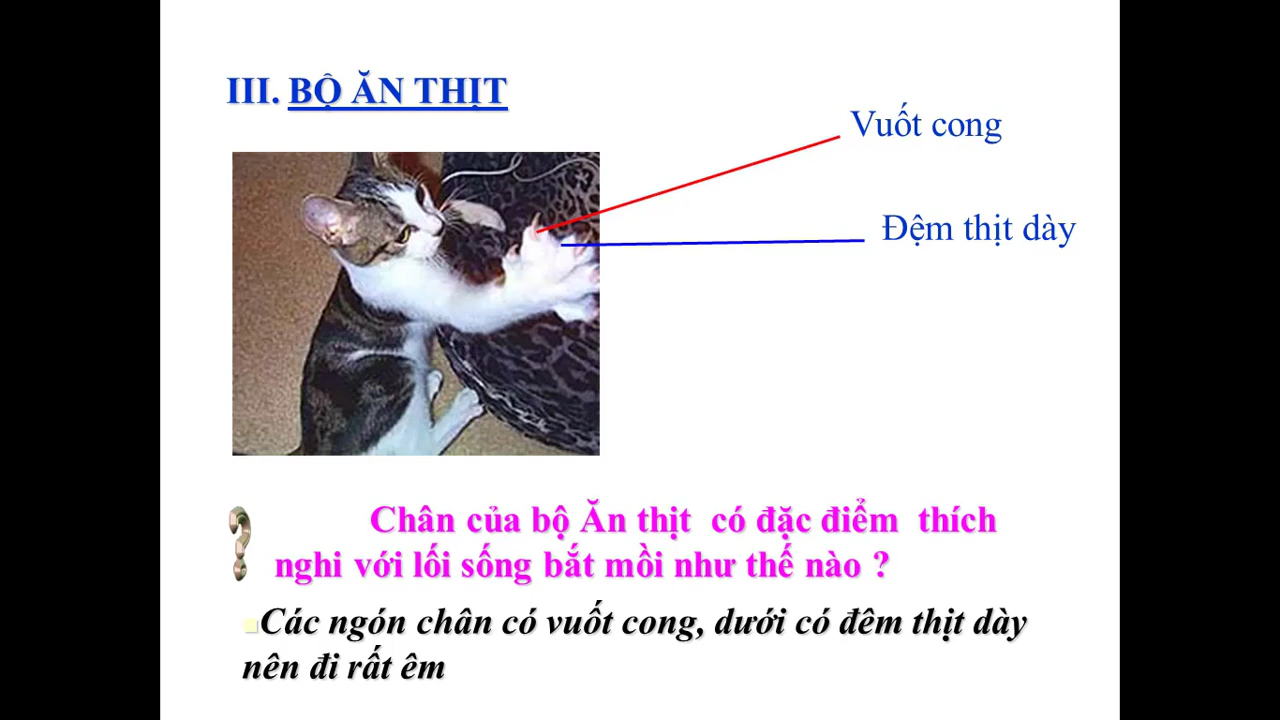 III. BỘ ĂN THỊT
Vuốt cong
Đệm thịt dày
? Chân của bộ Ăn thịt có đặc điểm thích
nghi với lối sống bắt mồi như thế nào ?
Các ngón chân có vuốt cong, dưới có đêm thịt dày
nên đi rất êm